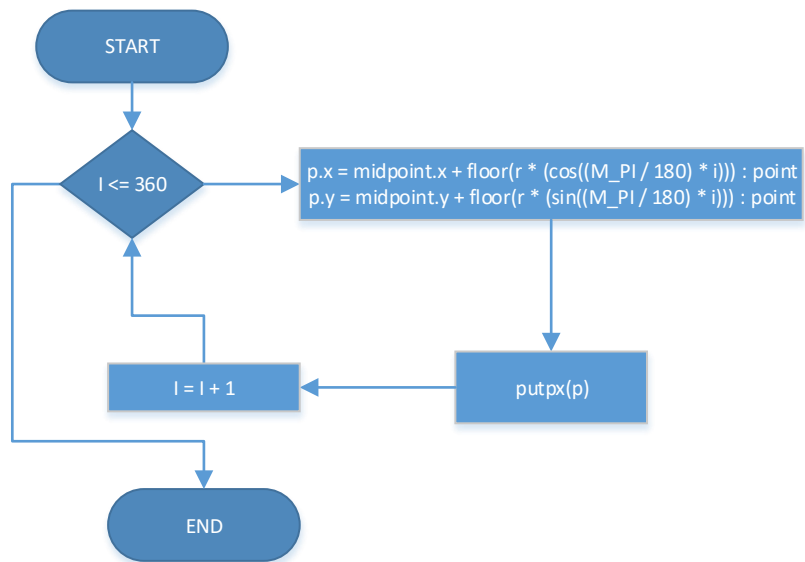 START
I <= 360
p.x = midpoint.x + floor(r * (cos((M_PI / 180) * i))) : point
p.y = midpoint.y + floor(r * (sin((M_PI / 180) * i))) : point
putpx(p)
I = I + 1
END